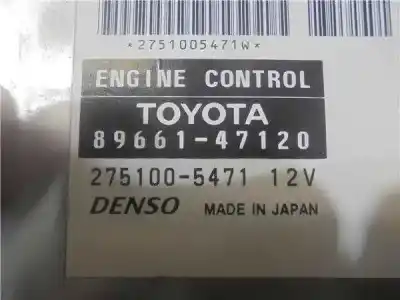 *2751005471W*
ENGINE CONTROL
TOYOTA
89661-47120
275100-5471 12V
DENSO MADE IN JAPAN